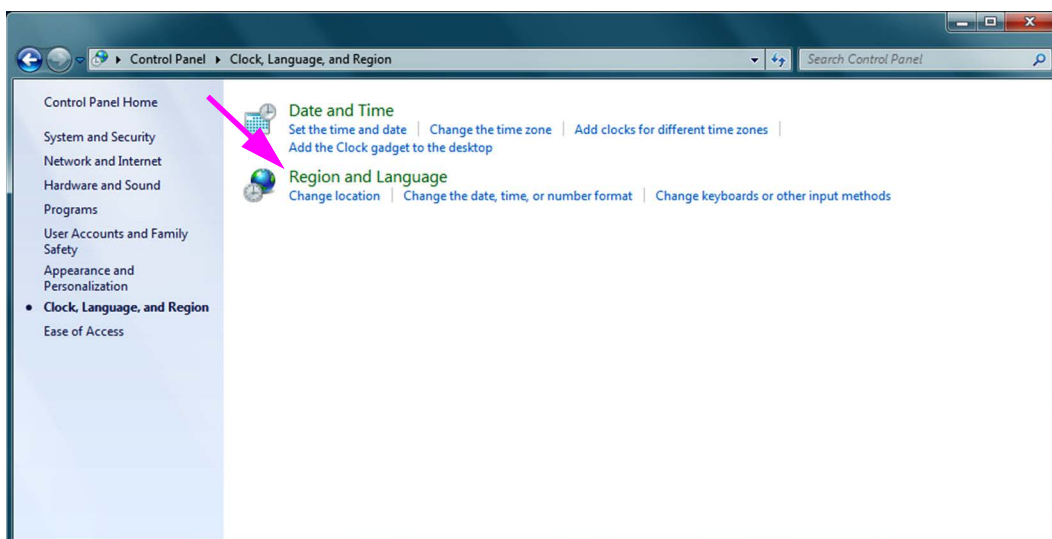 Control Panel ▸ Clock, Language, and Region
Search Control Panel
Control Panel Home
System and Security
Network and Internet
Hardware and Sound
Programs
User Accounts and Family
Safety
Appearance and
Personalization
Clock, Language, and Region
Ease of Access
Date and Time
Set the time and date | Change the time zone | Add clocks for different time zones |
Add the Clock gadget to the desktop
Region and Language
Change location | Change the date, time, or number format | Change keyboards or other input methods